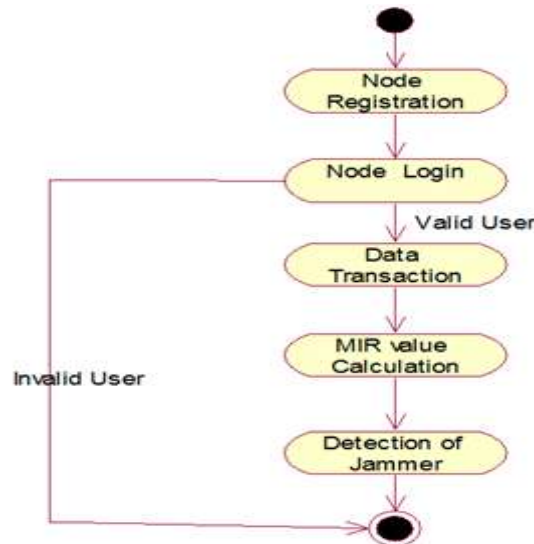 Node
Registration
Node Login
Valid User
Data
Transaction
MIR value
Calculation
Invalid User
Detection of
Jammer